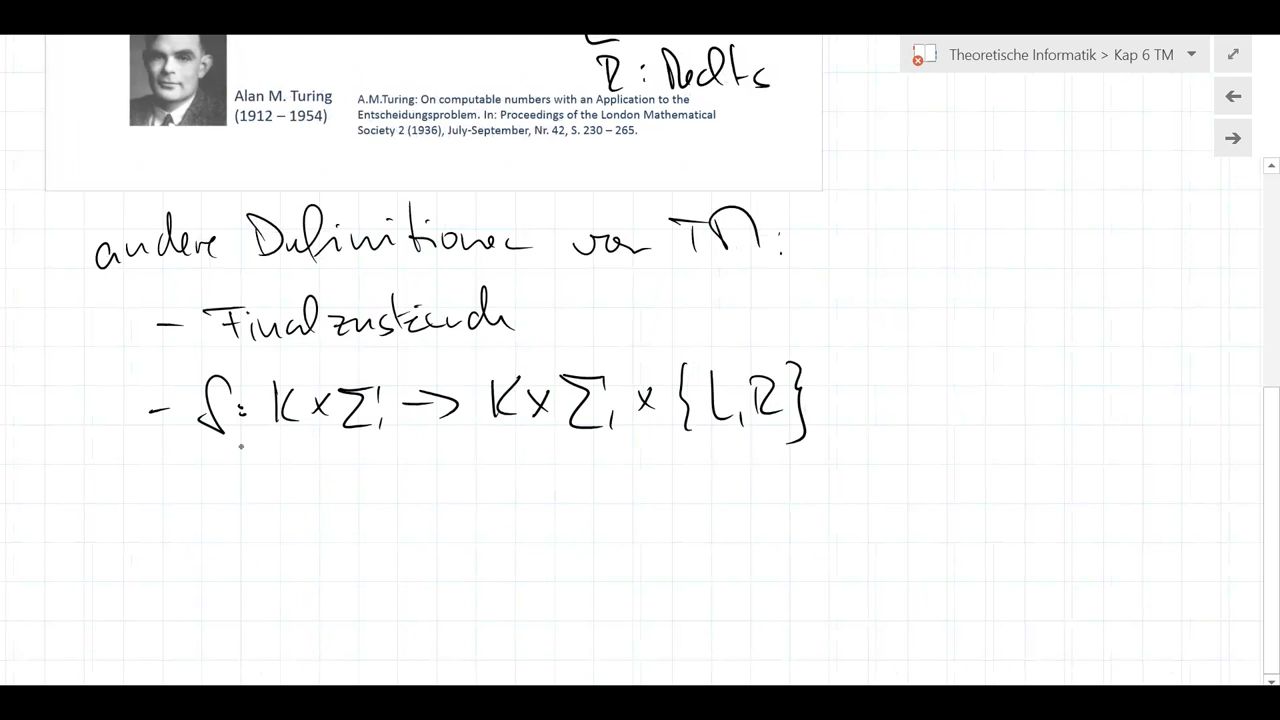 R : Rechts
Theoretische Informatik > Kap 6 TM
Alan M. Turing
(1912 – 1954)
A.M.Turing: On computable numbers with an Application to the
Entscheidungsproblem. In: Proceedings of the London Mathematical
Society 2 (1936), July-September, Nr. 42, S. 230 – 265.
andere Definitionen von TM:
- Finalzustände
- δ: K × Σ → K × Σ × {L, R}